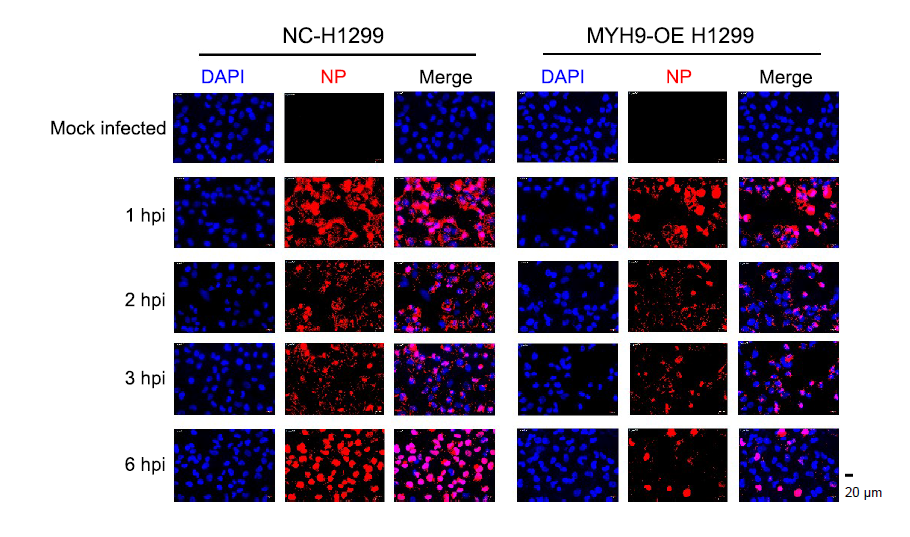 NC-H1299 MYH9-OE H1299
DAPI NP Merge DAPI NP Merge
Mock infected
1 hpi
2 hpi
3 hpi
6 hpi
20 µm